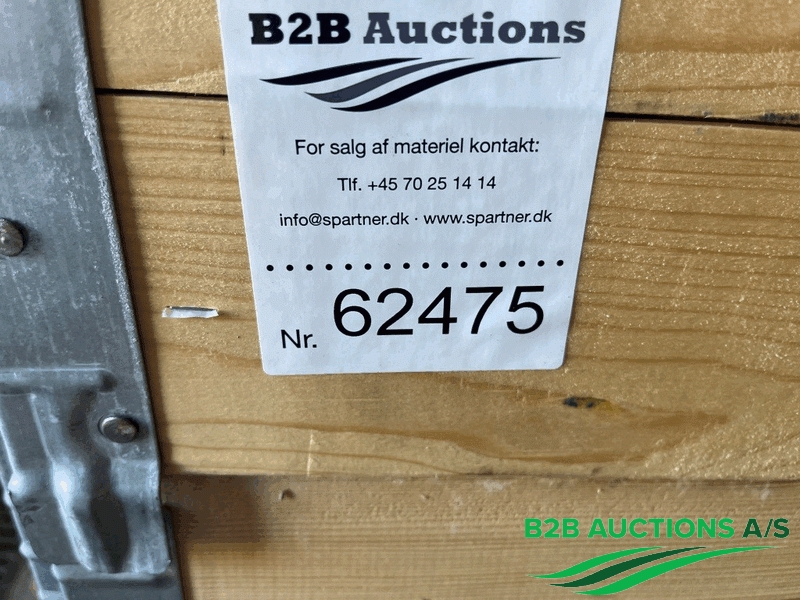 B2B Auctions
For salg af materiel kontakt:
Tlf. +45 70 25 14 14
info@spartner.dk · www.spartner.dk
Nr. 62475
B2B AUCTIONS A/S